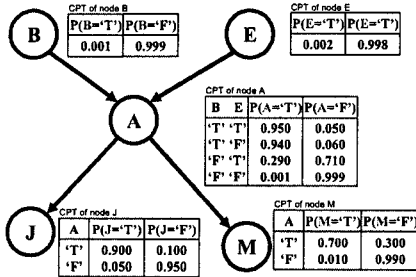 CPT of node B
P(B='T') P(B='F')
0.001 0.999
B
CPT of node E
P(E='T') P(E='T')
0.002 0.998
E
A
CPT of node A
B E P(A='T') P(A='F')
'T' 'T' 0.950 0.050
'T' 'F' 0.940 0.060
'F' 'T' 0.290 0.710
'F' 'F' 0.001 0.999
CPT of node J
A P(J='T') P(J='F')
'T' 0.900 0.100
'F' 0.050 0.950
J
CPT of node M
A P(M='T') P(M='F')
'T' 0.700 0.300
'F' 0.010 0.990
M